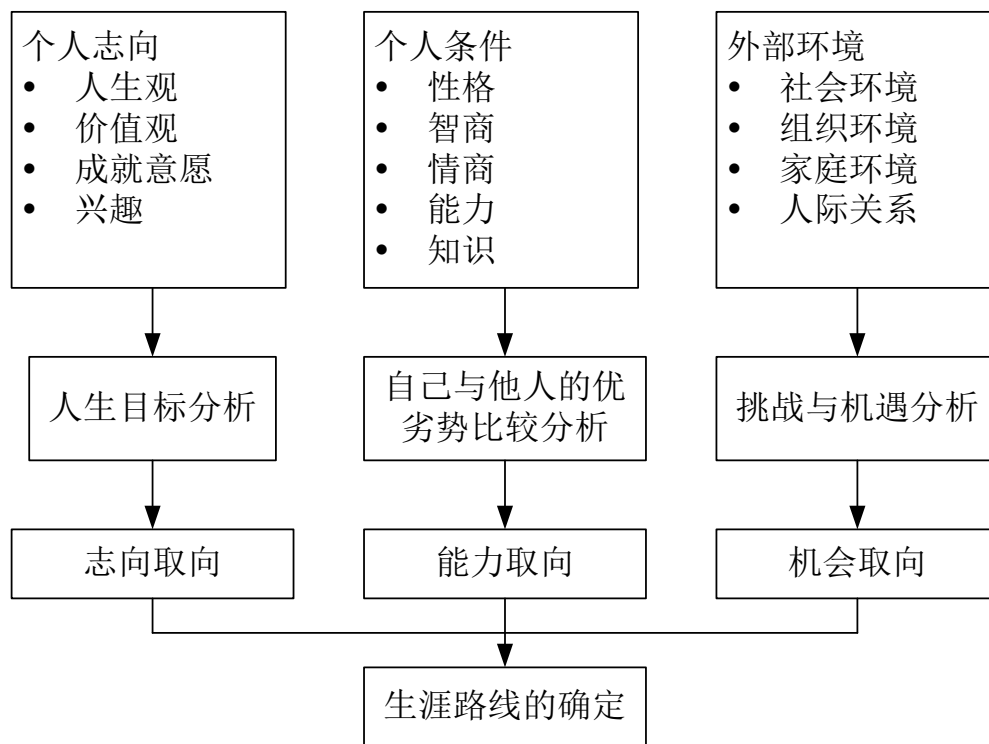 个人志向
• 人生观
• 价值观
• 成就意愿
• 兴趣
个人条件
• 性格
• 智商
• 情商
• 能力
• 知识
外部环境
• 社会环境
• 组织环境
• 家庭环境
• 人际关系
人生目标分析
自己与他人的优
劣势比较分析
挑战与机遇分析
志向取向
能力取向
机会取向
生涯路线的确定